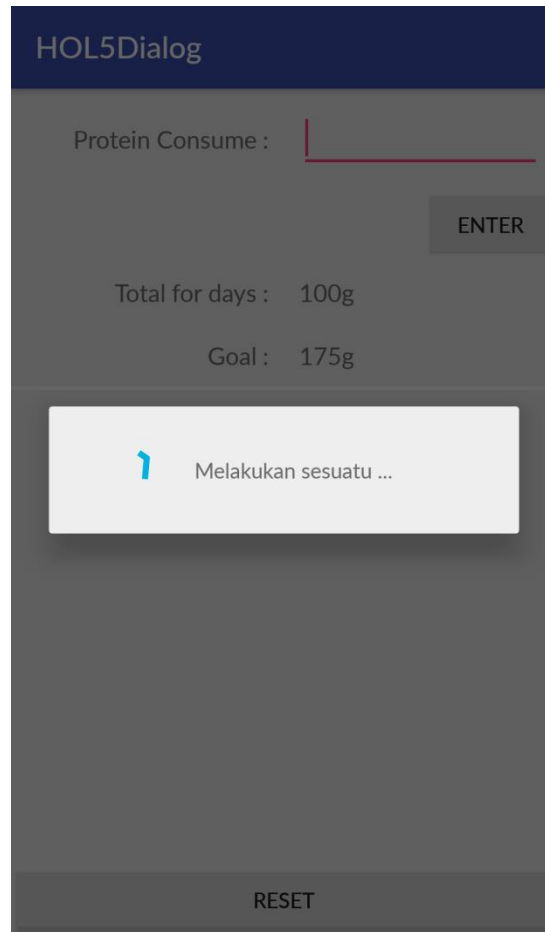 HOL5Dialog
Protein Consume :
ENTER
Total for days : 100g
Goal : 175g
Melakukan sesuatu ...
RESET